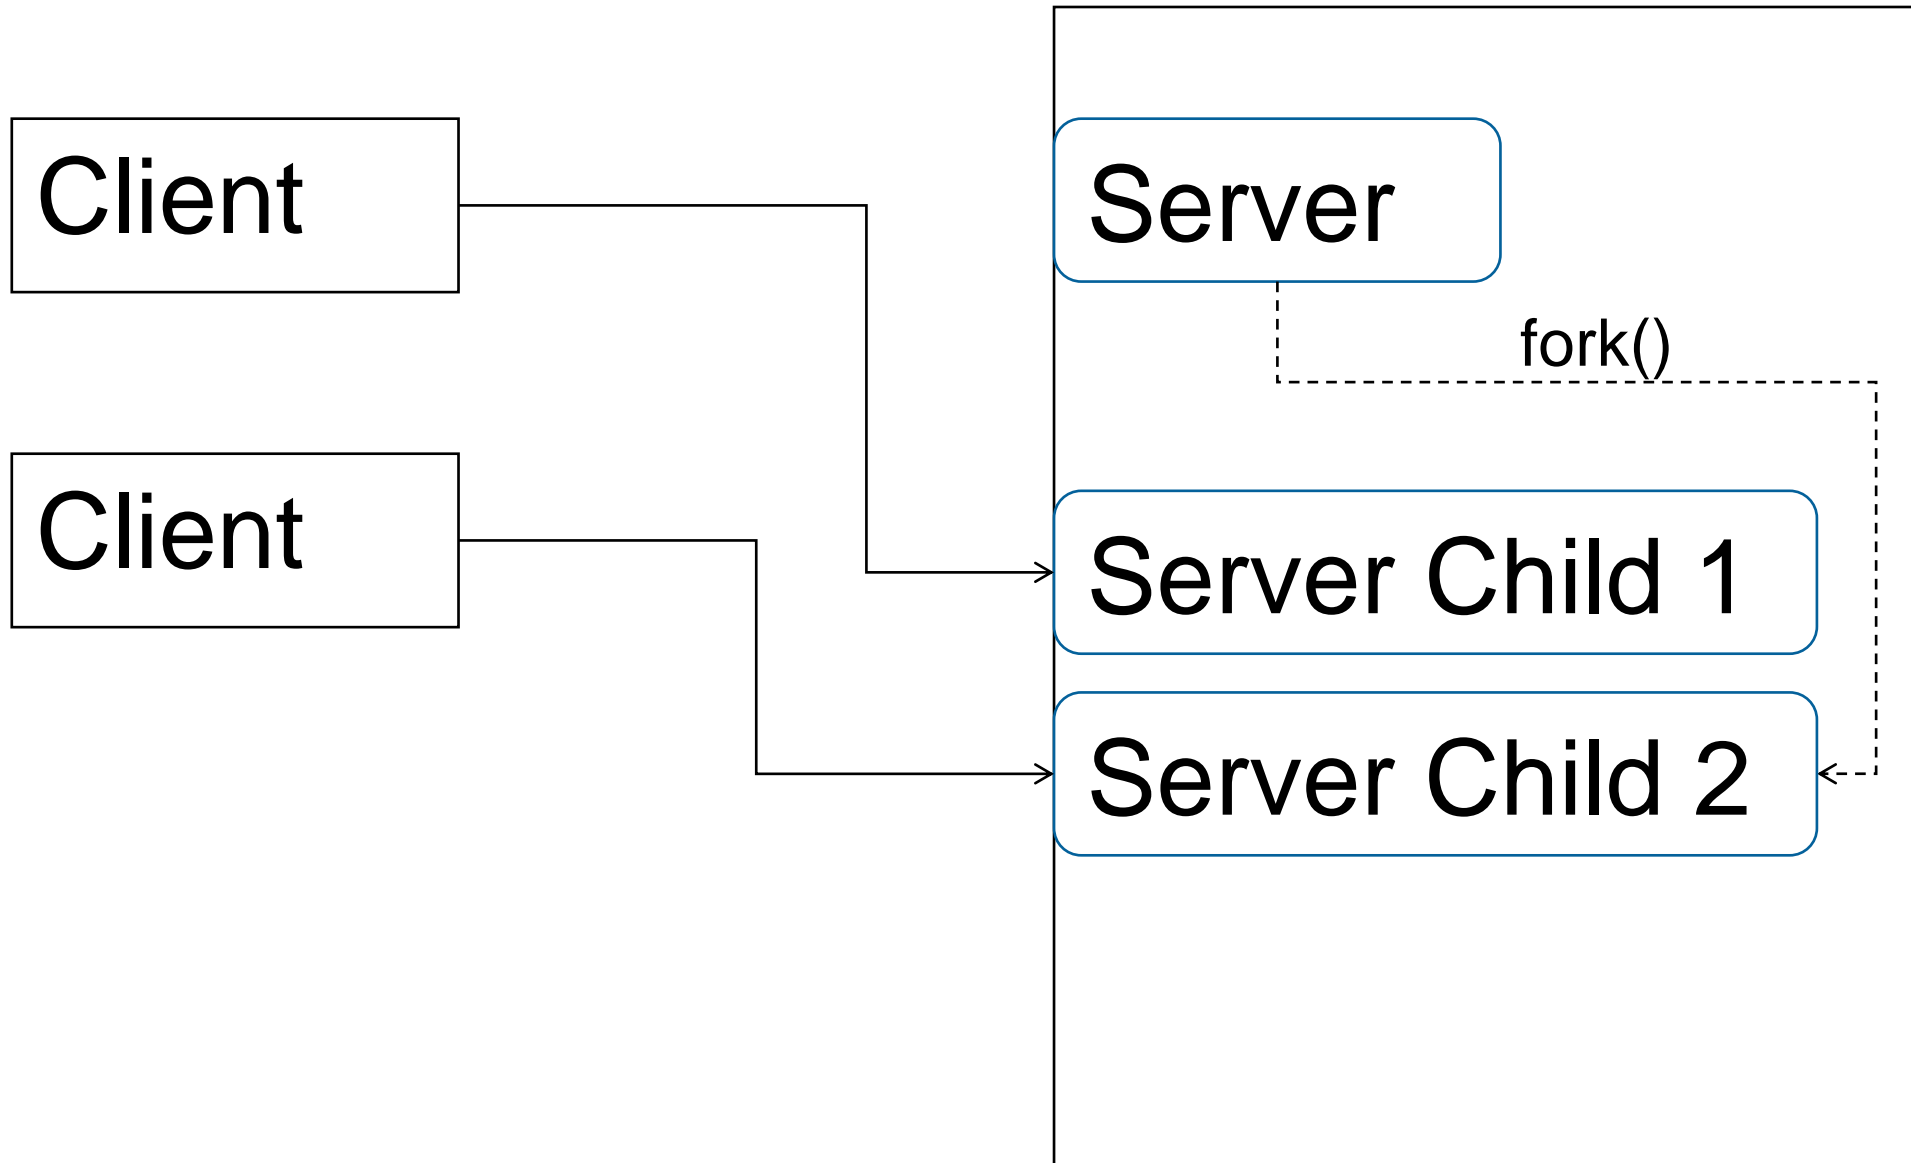 Client
Server
fork()
Client
Server Child 1
Server Child 2